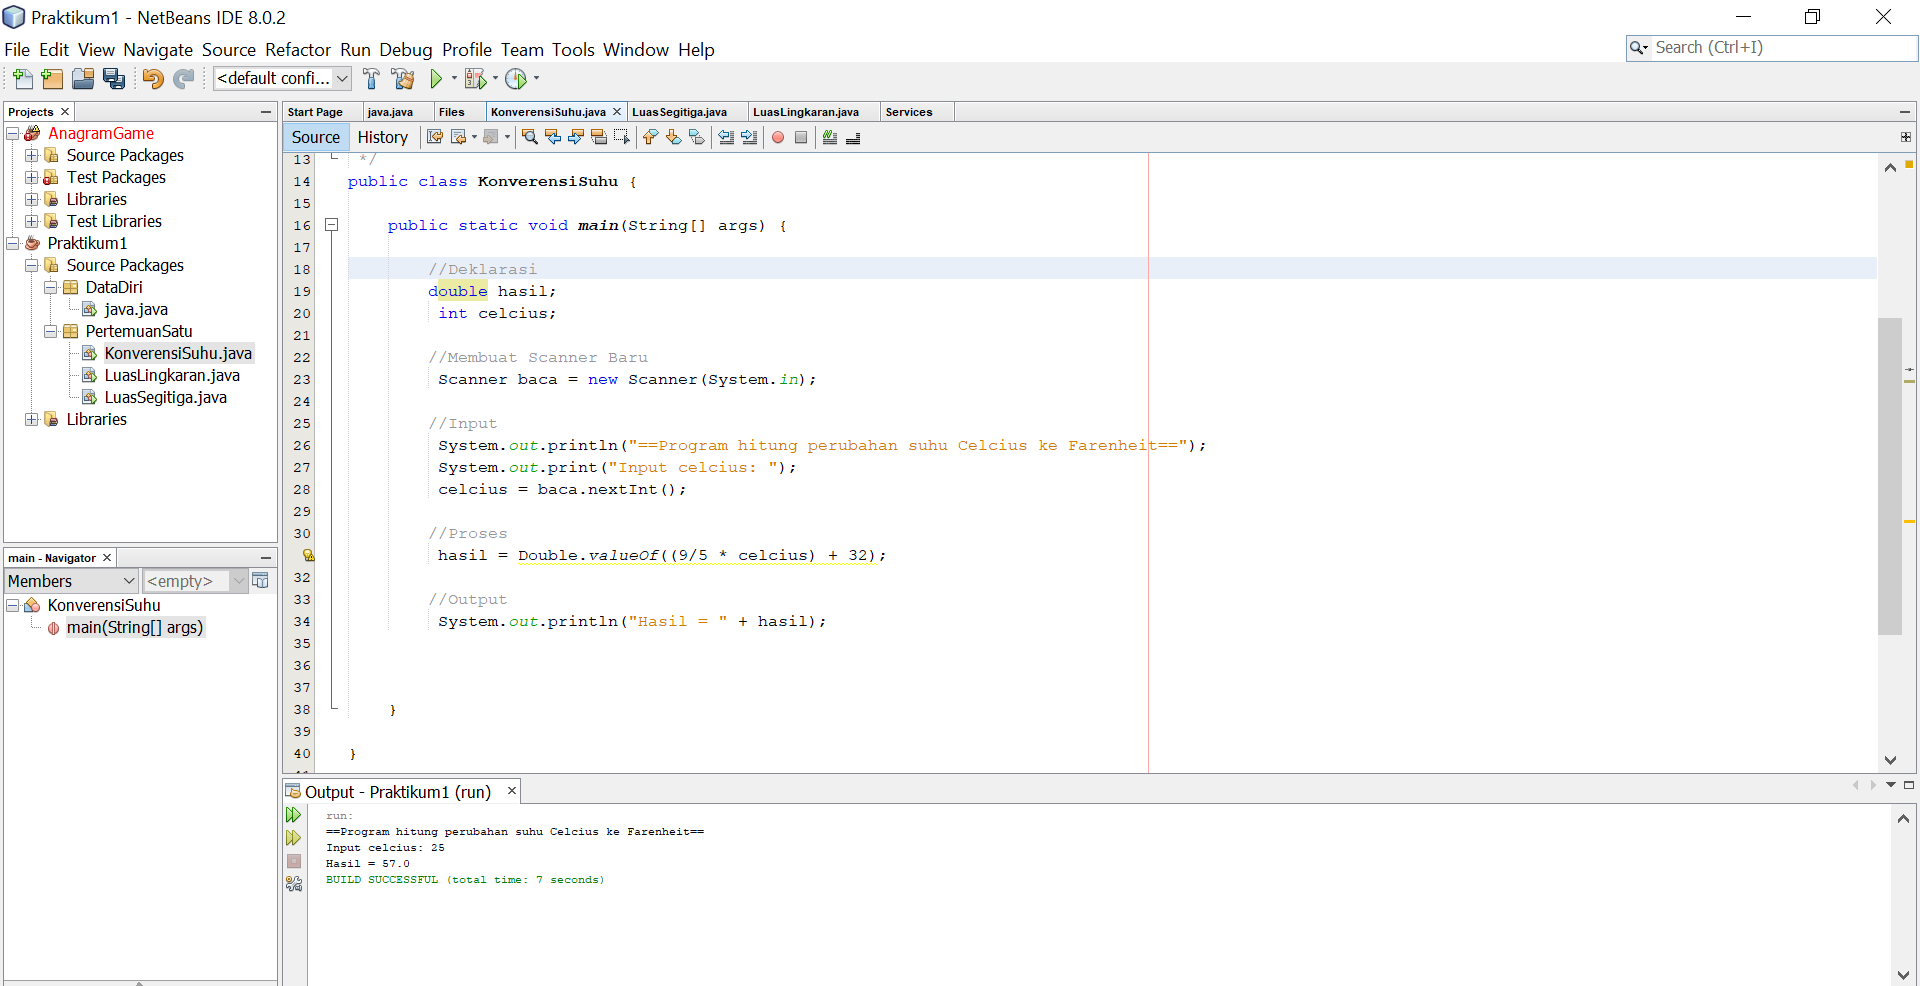 Praktikum1 - NetBeans IDE 8.0.2
File Edit View Navigate Source Refactor Run Debug Profile Team Tools Window Help
Search (Ctrl+I)
<default confi...
Projects
AnagramGame
Source Packages
Test Packages
Libraries
Test Libraries
Praktikum1
Source Packages
DataDiri
java.java
PertemuanSatu
KonverensiSuhu.java
LuasLingkaran.java
LuasSegitiga.java
Libraries
main - Navigator
Members
<empty>
KonverensiSuhu
main(String[] args)
Start Page java.java Files KonverensiSuhu.java LuasSegitiga.java LuasLingkaran.java Services
Source History
13 */
14 public class KonverensiSuhu {
15
16 public static void main(String[] args) {
17
18 //Deklarasi
19 double hasil;
20 int celcius;
21
22 //Membuat Scanner Baru
23 Scanner baca = new Scanner(System.in);
24
25 //Input
26 System.out.println("==Program hitung perubahan suhu Celcius ke Farenheit==");
27 System.out.print("Input celcius: ");
28 celcius = baca.nextInt();
29
30 //Proses
hasil = Double.valueOf((9/5 * celcius) + 32);
32
33 //Output
34 System.out.println("Hasil = " + hasil);
35
36
37
38 }
39
40 }
Output - Praktikum1 (run)
run:
==Program hitung perubahan suhu Celcius ke Farenheit==
Input celcius: 25
Hasil = 57.0
BUILD SUCCESSFUL (total time: 7 seconds)